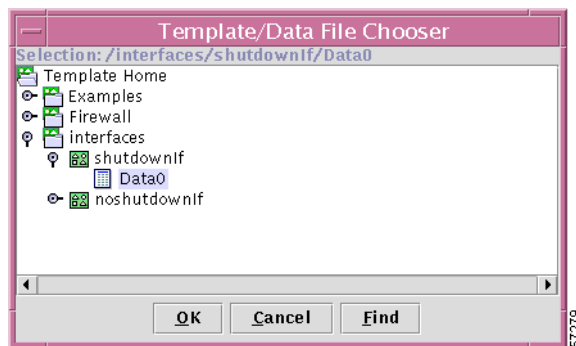 Template/Data File Chooser
Selection: /interfaces/shutdownIf/Data0
Template Home
Examples
Firewall
interfaces
shutdownIf
Data0
noshutdownIf
OK Cancel Find
57279